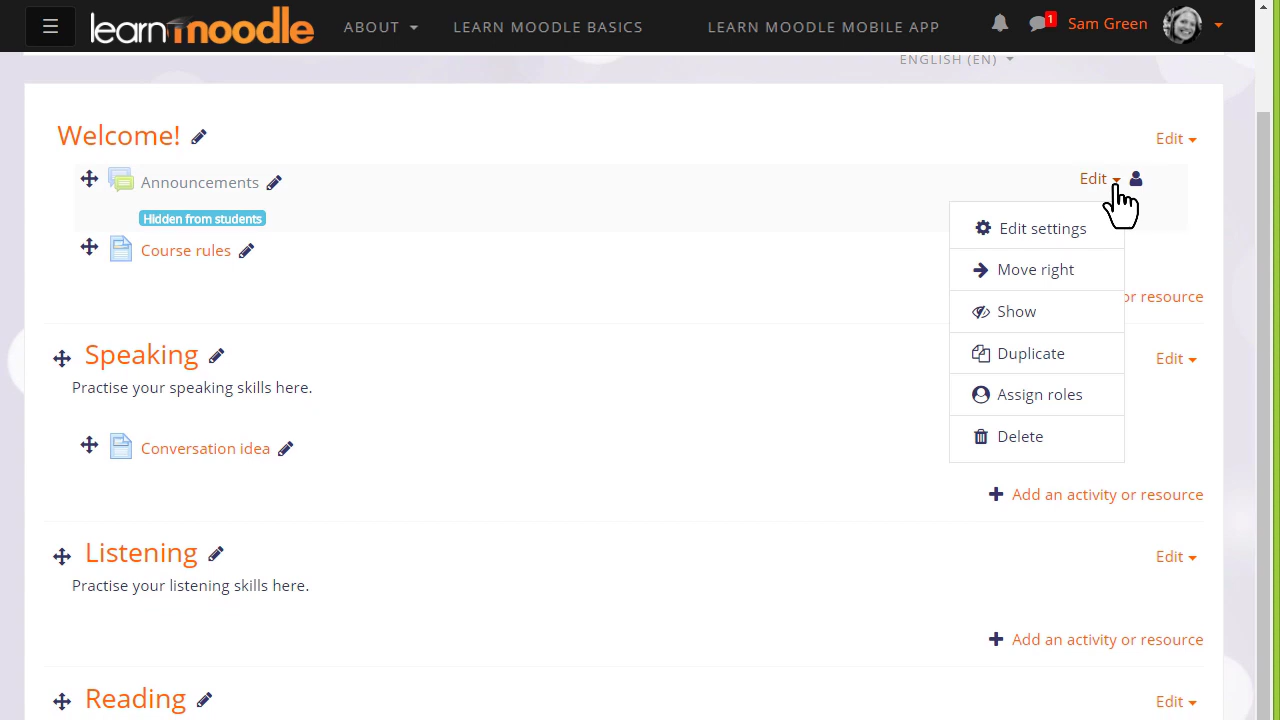 learn moodle
ABOUT
LEARN MOODLE BASICS
LEARN MOODLE MOBILE APP
1
Sam Green
ENGLISH (EN)
Welcome!
Edit
Announcements
Edit
Hidden from students
Edit settings
Course rules
Move right
or resource
Show
Speaking
Edit
Duplicate
Practise your speaking skills here.
Assign roles
Delete
Conversation idea
Add an activity or resource
Listening
Edit
Practise your listening skills here.
Add an activity or resource
Reading
Edit